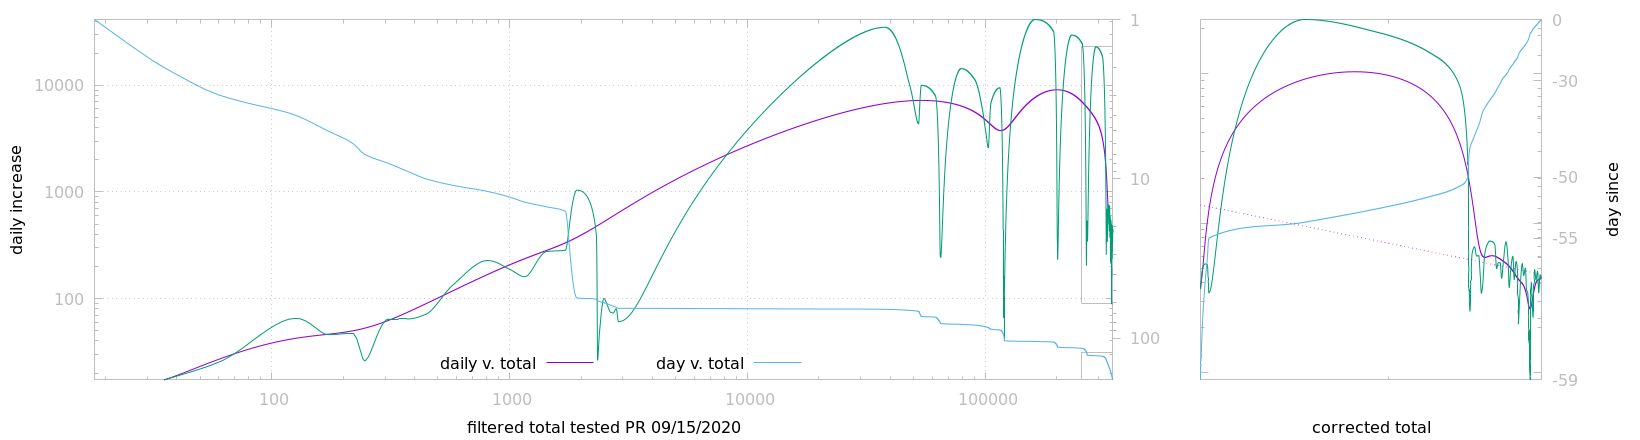 daily increase
10000
1000
100
daily v. total
day v. total
100
1000
10000
100000
filtered total tested PR 09/15/2020
1
10
100
corrected total
0
-30
-50
-55
-59
day since